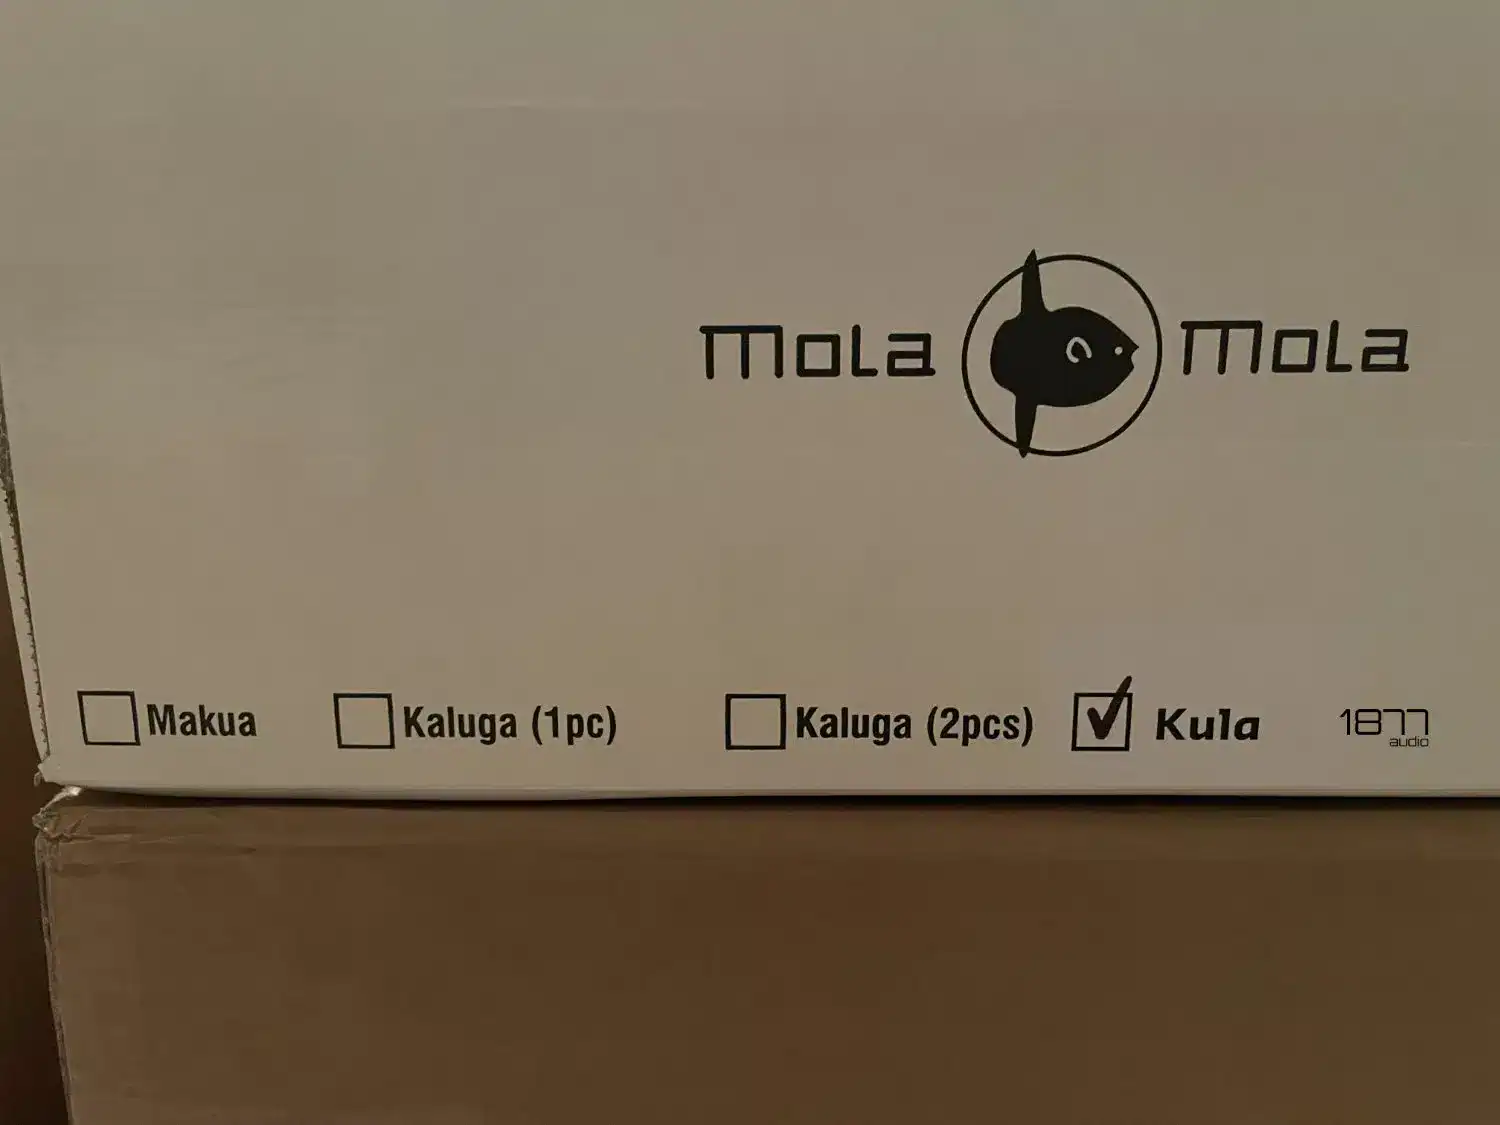 mola mola
Makua Kaluga (1pc) Kaluga (2pcs) Kula 1877
audio